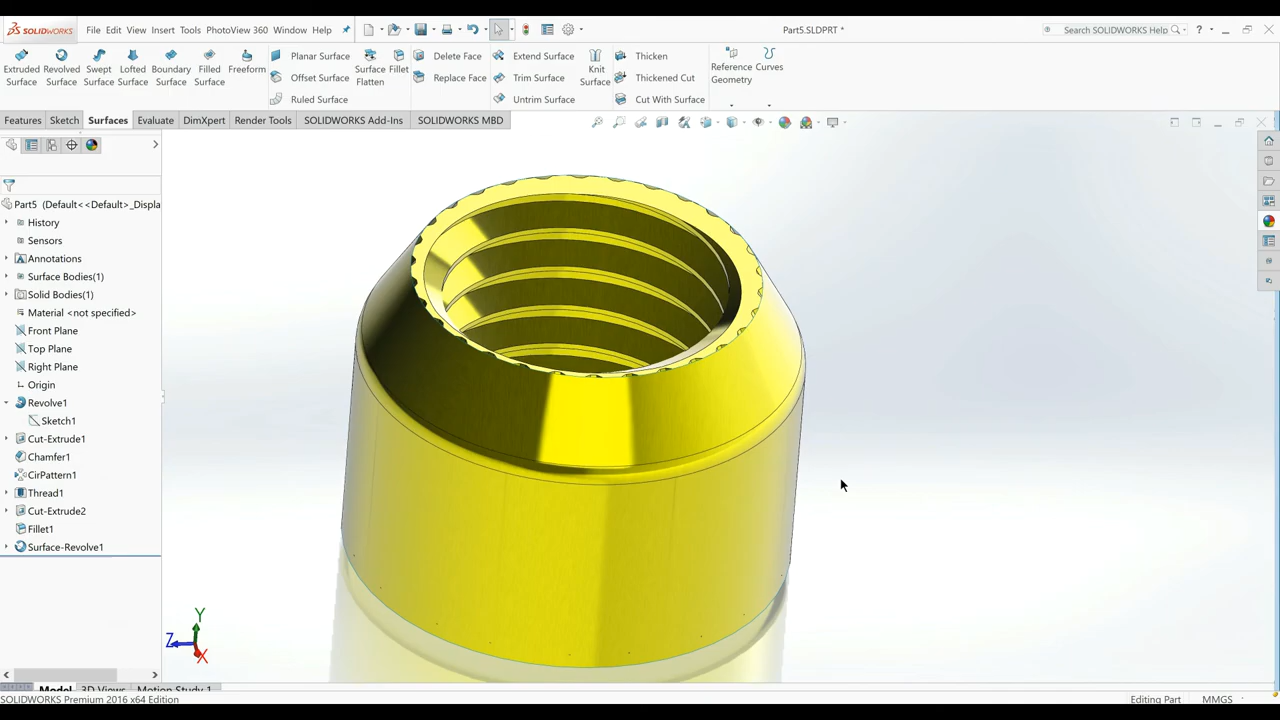 SOLIDWORKS File Edit View Insert Tools PhotoView 360 Window Help Part5.SLDPRT * Search SOLIDWORKS Help
Extruded Surface
Revolved Surface
Swept Surface
Lofted Surface
Boundary Surface
Filled Surface
Freeform
Planar Surface
Offset Surface
Ruled Surface
Surface Flatten
Fillet
Delete Face
Replace Face
Extend Surface
Trim Surface
Untrim Surface
Knit Surface
Thicken
Thickened Cut
Cut With Surface
Reference Geometry
Curves
Features Sketch Surfaces Evaluate DimXpert Render Tools SOLIDWORKS Add-Ins SOLIDWORKS MBD
Part5 (Default<<Default>_Displa
History
Sensors
Annotations
Surface Bodies(1)
Solid Bodies(1)
Material <not specified>
Front Plane
Top Plane
Right Plane
Origin
Revolve1
Sketch1
Cut-Extrude1
Chamfer1
CirPattern1
Thread1
Cut-Extrude2
Fillet1
Surface-Revolve1
Y
Z
X
Model 3D Views Motion Study 1
SOLIDWORKS Premium 2016 x64 Edition Editing Part MMGS